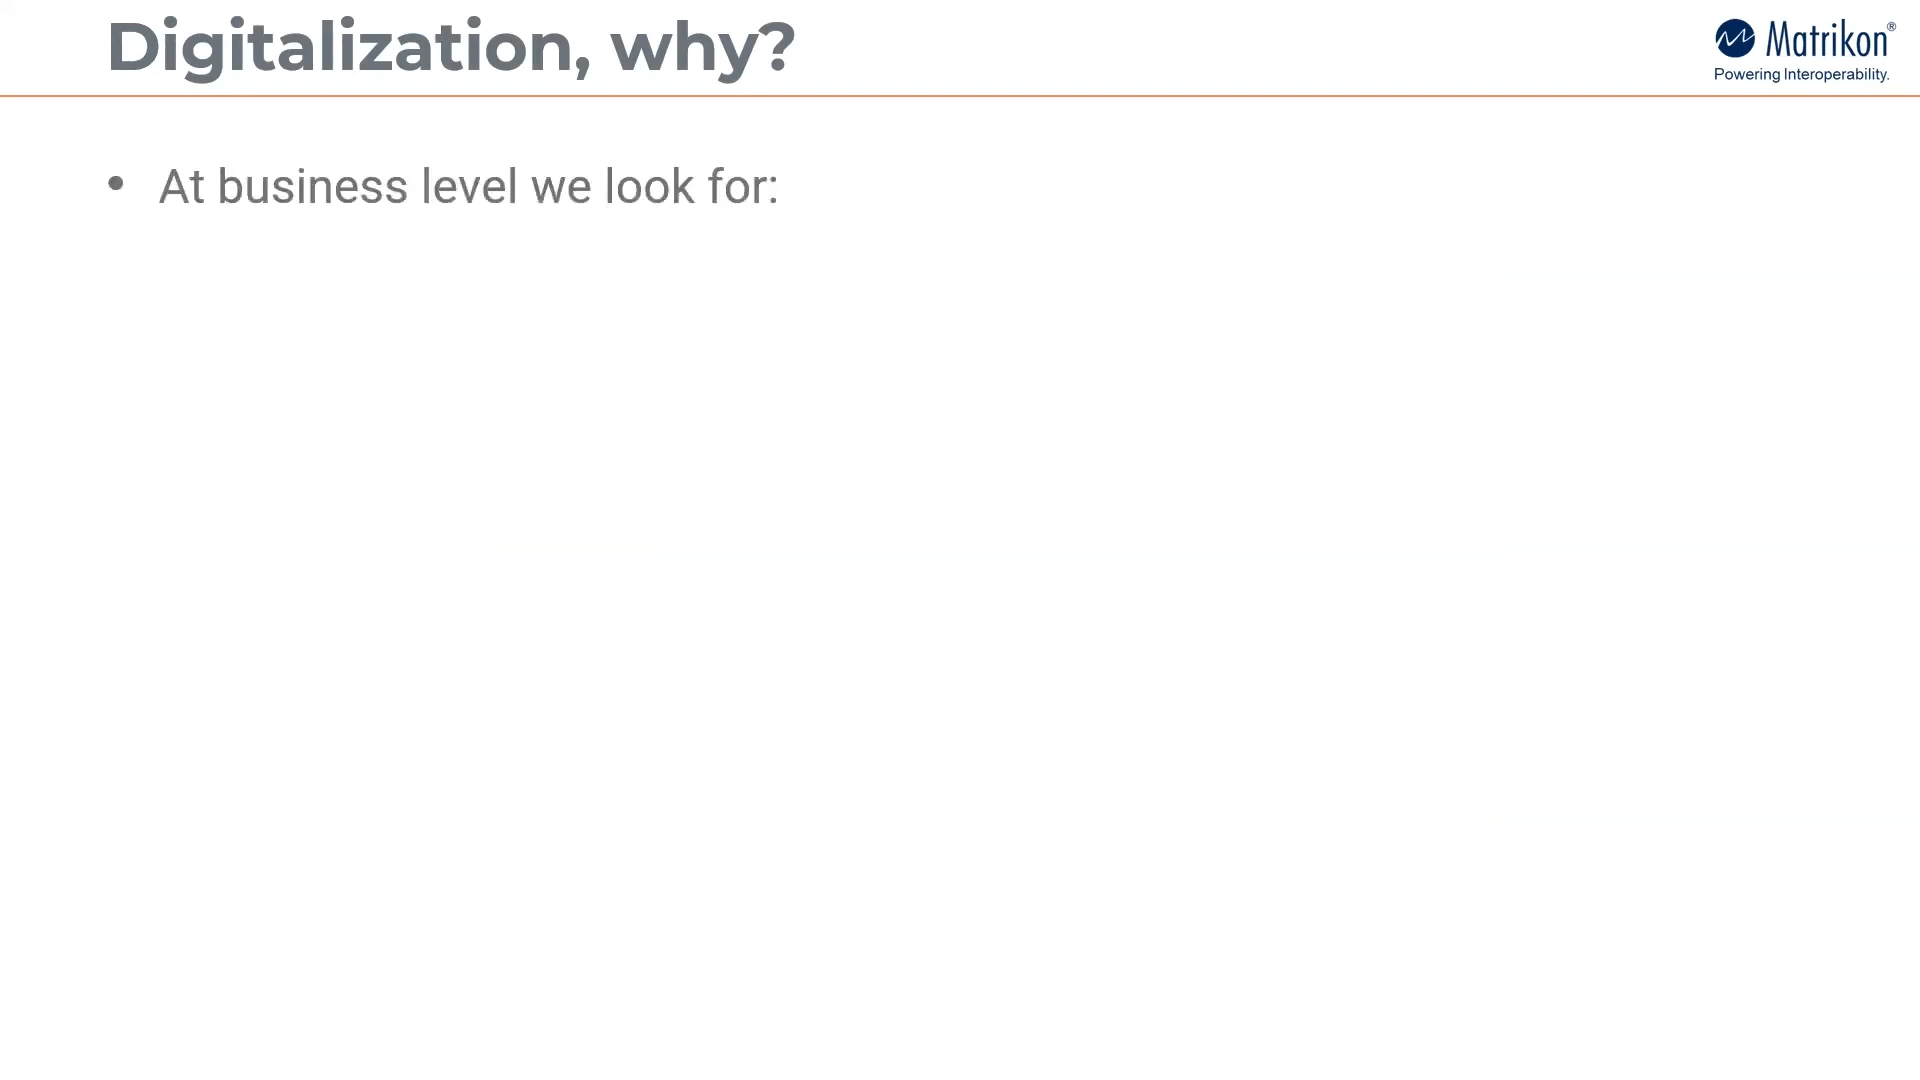 Digitalization, why?
Matrikon®
Powering Interoperability.
• At business level we look for: